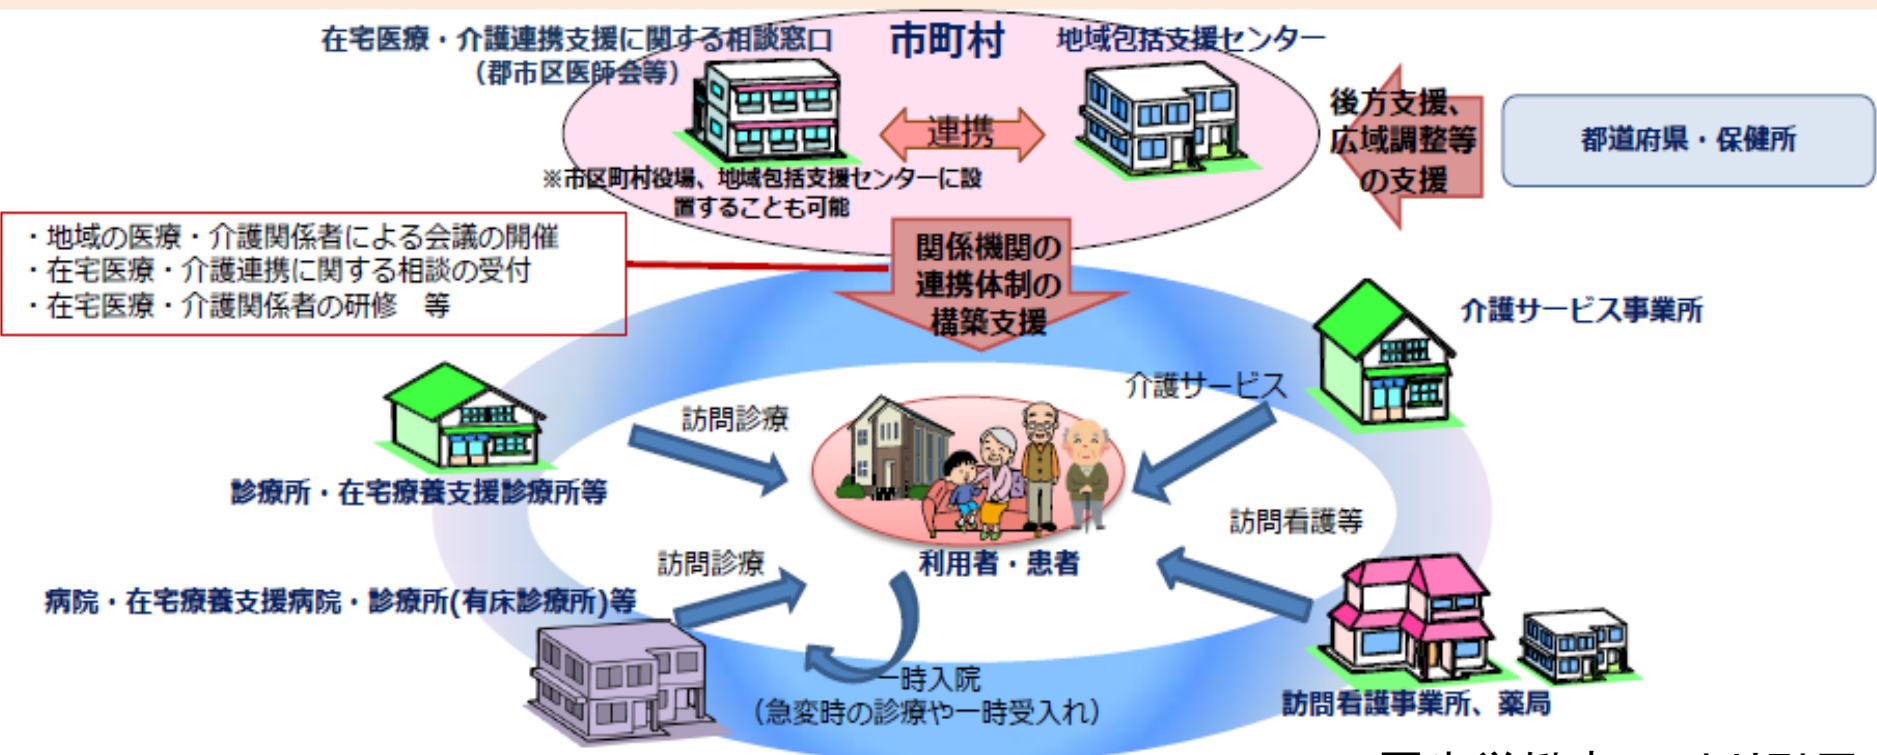 在宅医療・介護連携支援に関する相談窓口
（郡市区医師会等）
市町村
地域包括支援センター
連携
※市区町村役場、地域包括支援センターに設
置することも可能
後方支援、
広域調整等
の支援
都道府県・保健所
・地域の医療・介護関係者による会議の開催
・在宅医療・介護連携に関する相談の受付
・在宅医療・介護関係者の研修　等
関係機関の
連携体制の
構築支援
介護サービス事業所
介護サービス
訪問診療
診療所・在宅療養支援診療所等
訪問看護等
利用者・患者
訪問診療
病院・在宅療養支援病院・診療所(有床診療所)等
一時入院
（急変時の診療や一時受入れ）
訪問看護事業所、薬局